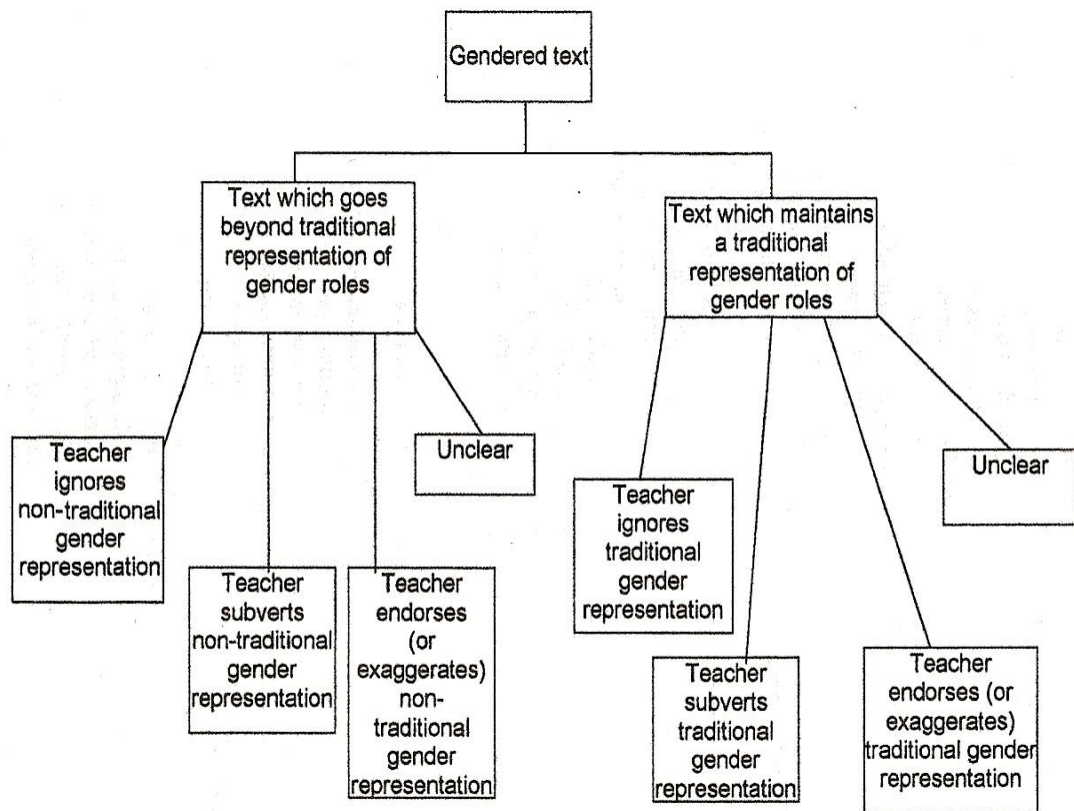 Gendered text
Text which goes
beyond traditional
representation of
gender roles
Text which maintains
a traditional
representation of
gender roles
Teacher
ignores
non-traditional
gender
representation
Teacher
subverts
non-traditional
gender
representation
Teacher
endorses
(or
exaggerates)
non-
traditional
gender
representation
Unclear
Teacher
ignores
traditional
gender
representation
Teacher
subverts
traditional
gender
representation
Teacher
endorses (or
exaggerates)
traditional gender
representation
Unclear